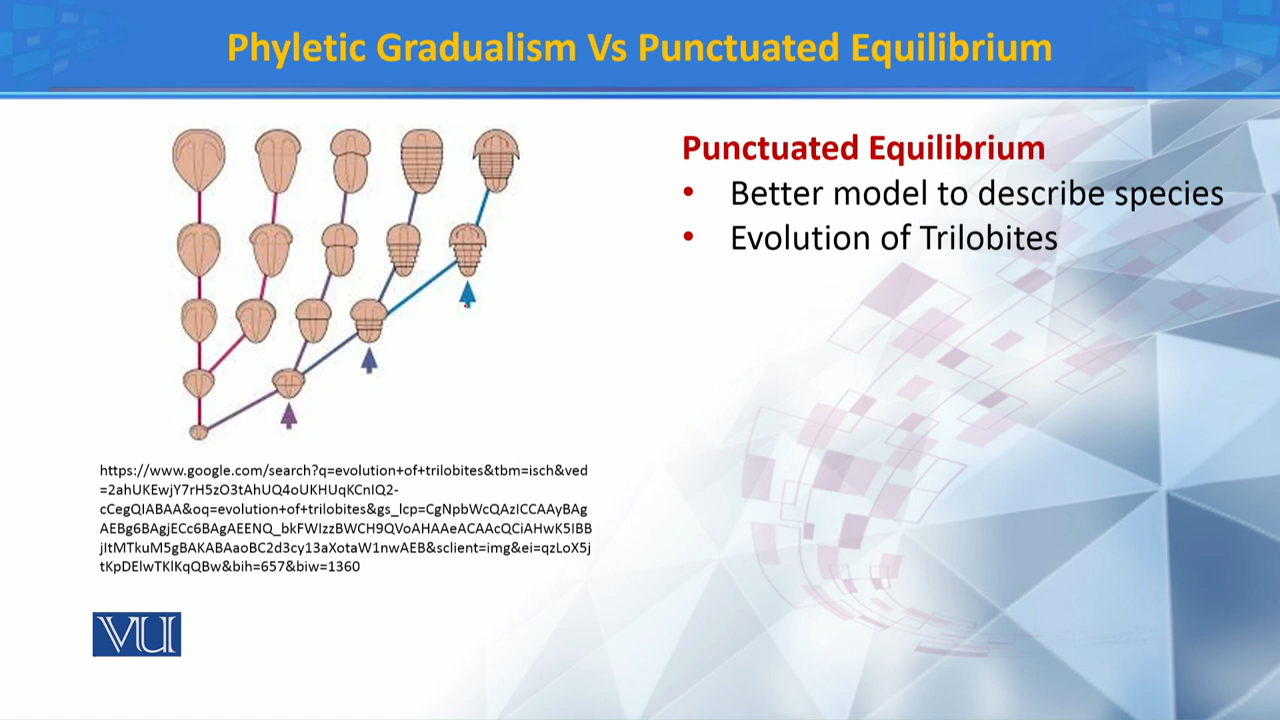 Phyletic Gradualism Vs Punctuated Equilibrium
Punctuated Equilibrium
• Better model to describe species
• Evolution of Trilobites
https://www.google.com/search?q=evolution+of+trilobites&tbm=isch&ved
=2ahUKEwjY7rH5zO3tAhUQ4oUKHUqKCnIQ2-
cCegQIABAA&oq=evolution+of+trilobites&gs_lcp=CgNpbWcQAzICCAAyBAg
AEBg6BAgjECc6BAgAEENQ_bkFWIzzBWCH9QVoAHAAeACAAcQCiAHwK5IBB
jItMTkuM5gBAKABAaoBC2d3cy13aXotaW1nwAEB&sclient=img&ei=qzLoX5j
tKpDElwTKlKqQBw&bih=657&biw=1360
VU